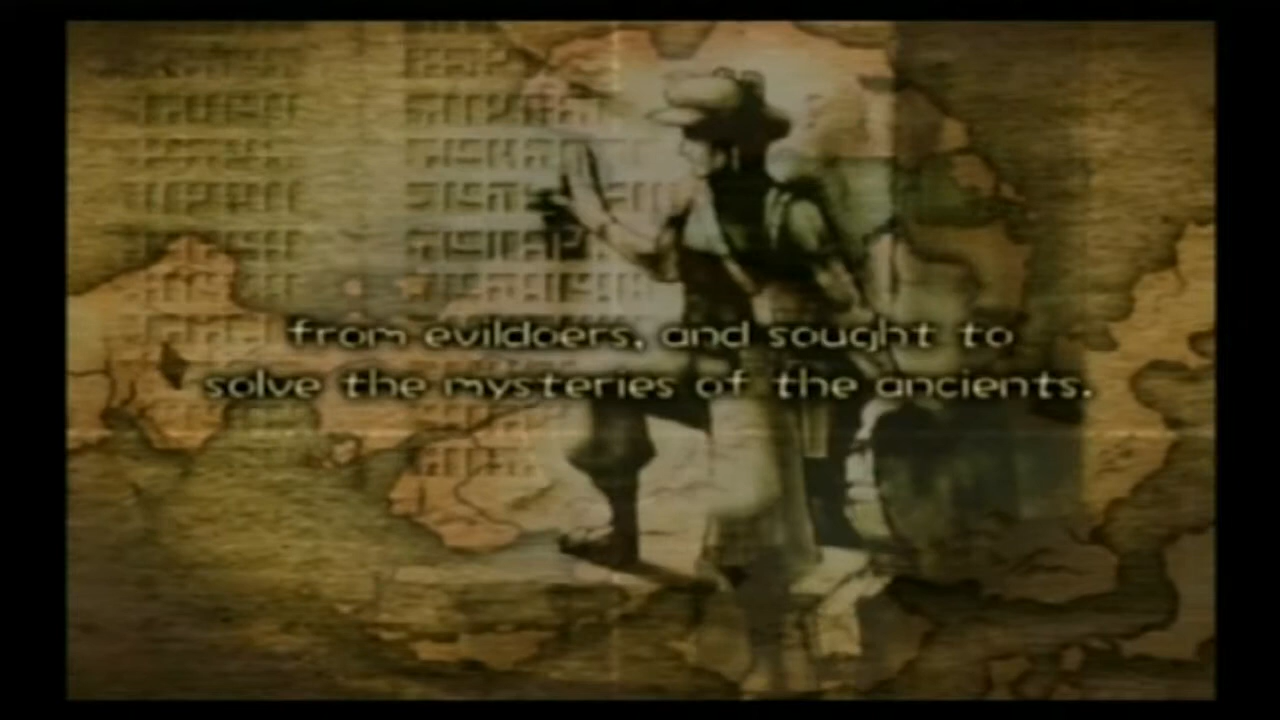 from evildoers, and sought to
solve the mysteries of the ancients.